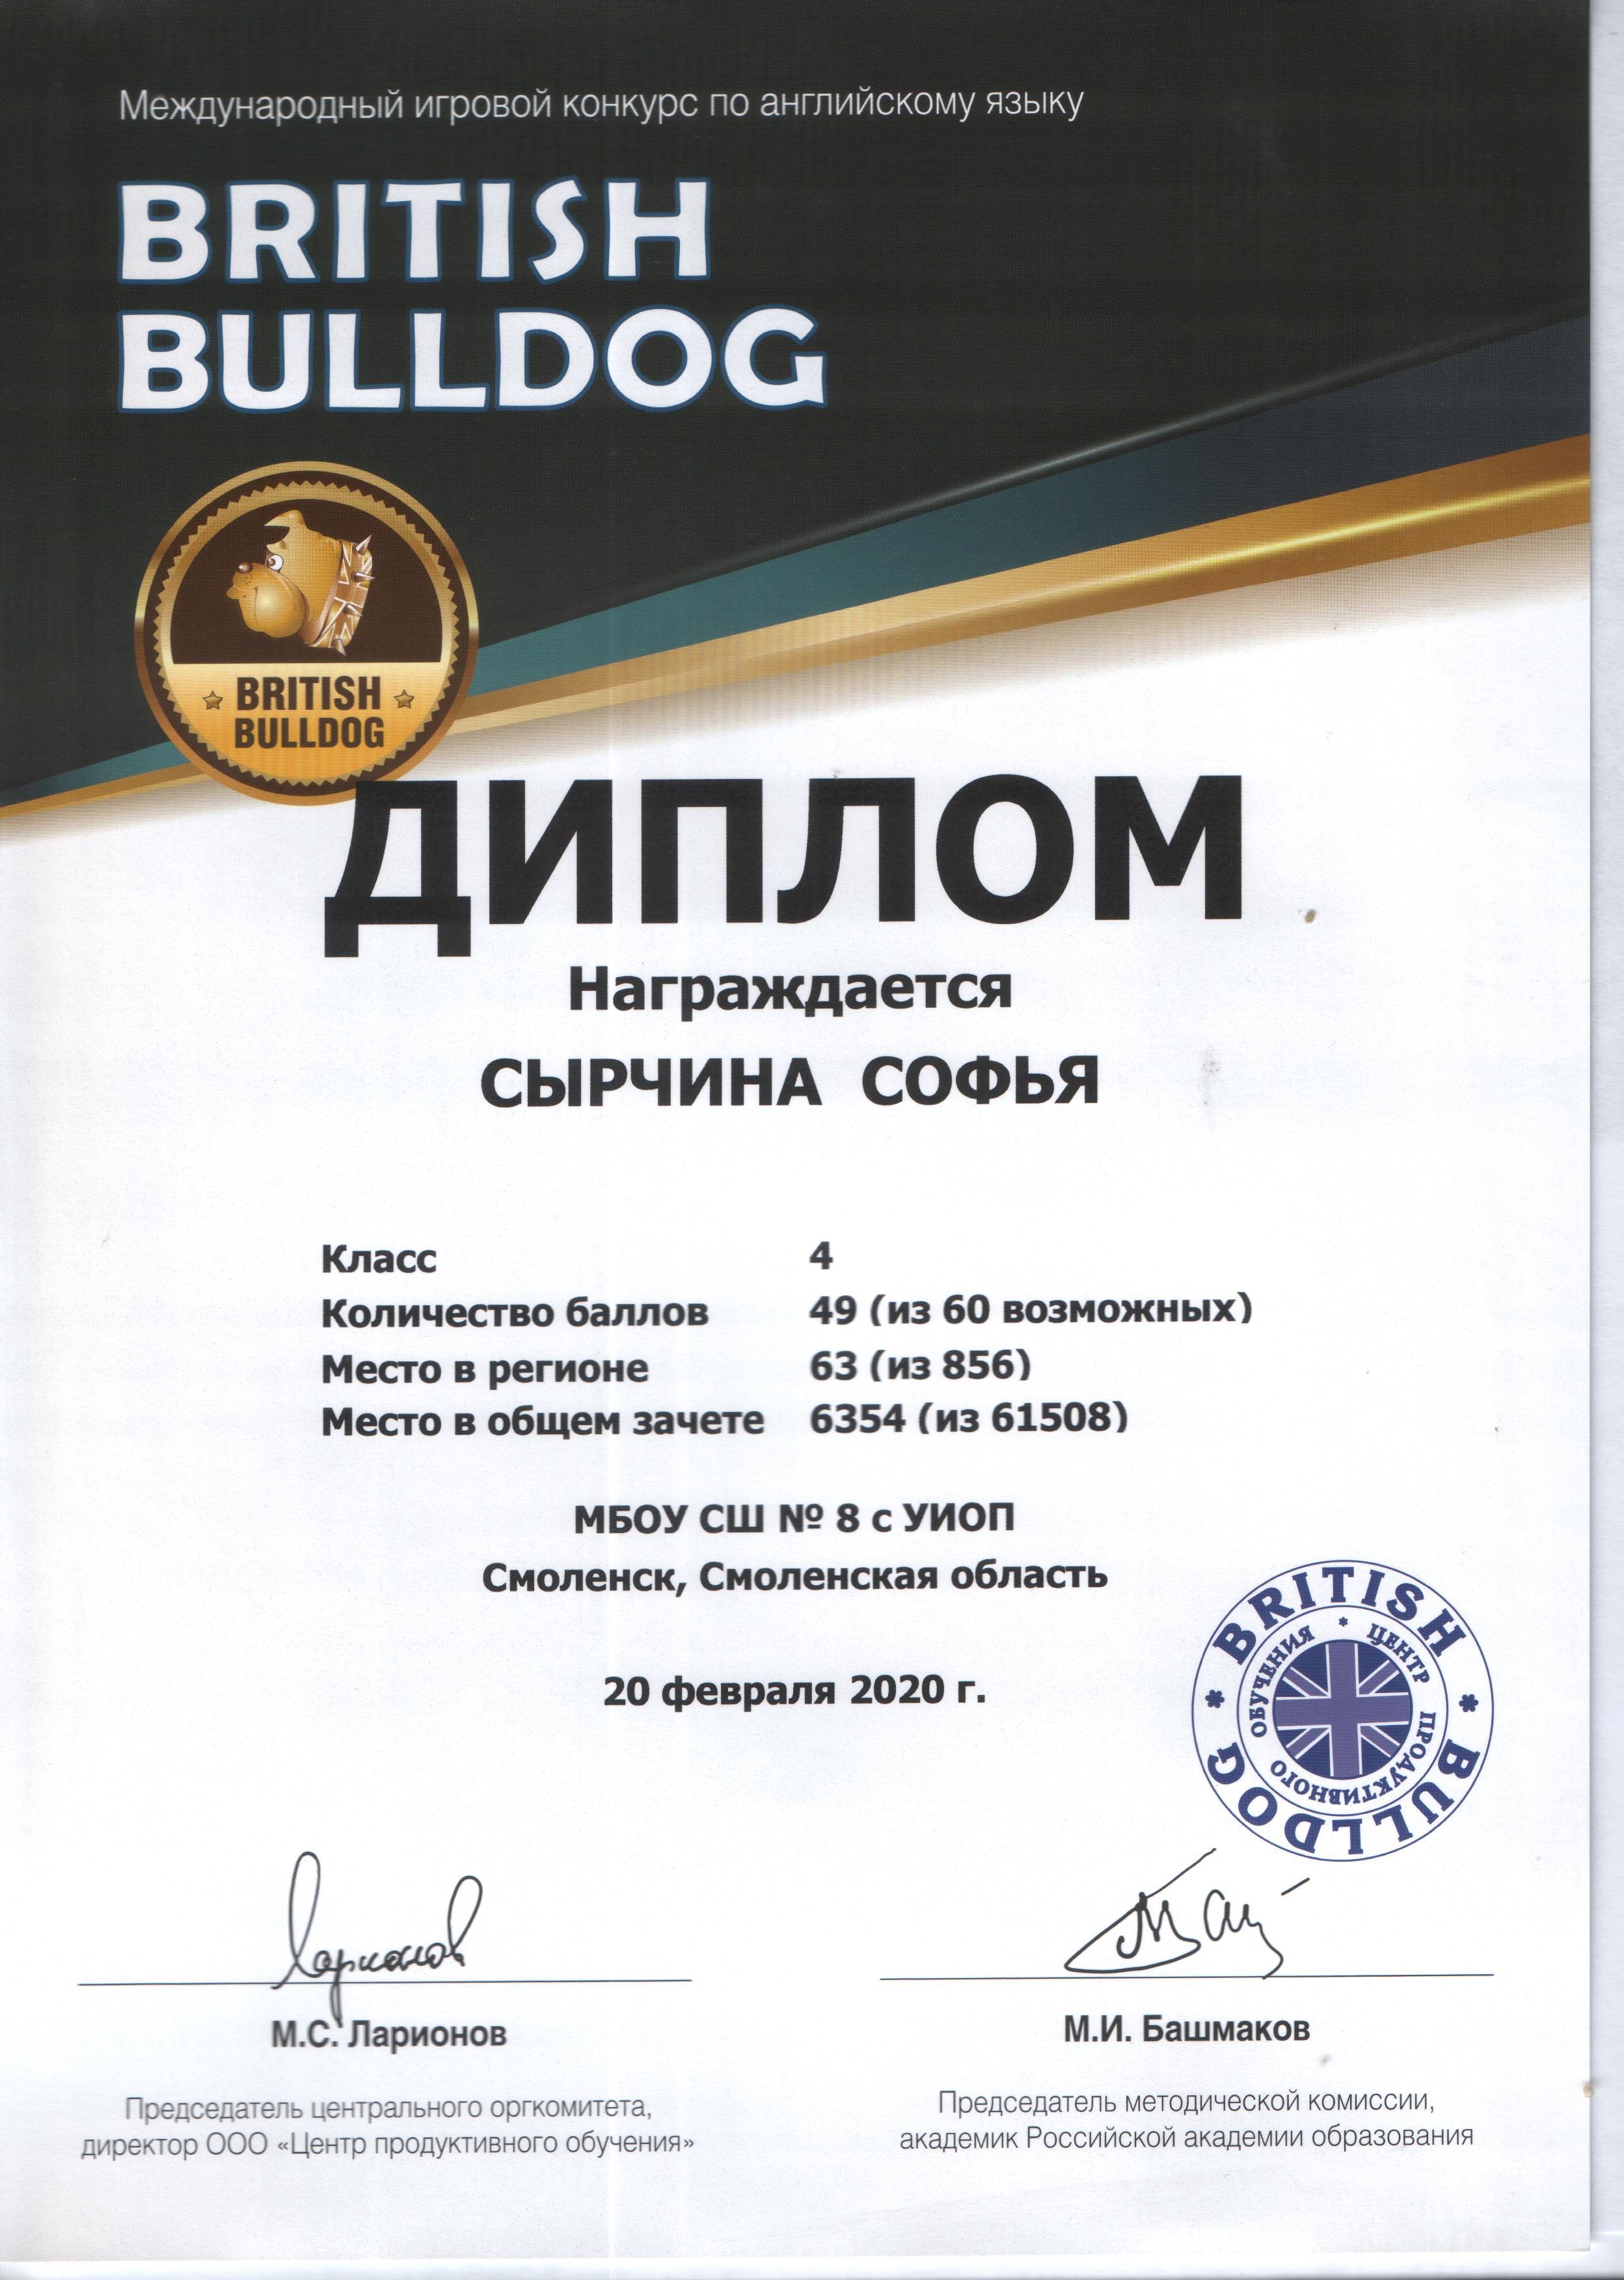 Международный игровой конкурс по английскому языку
BRITISH
BULLDOG
BRITISH
BULLDOG
ДИПЛОМ
Награждается
СЫРЧИНА СОФЬЯ
Класс 4
Количество баллов 49 (из 60 возможных)
Место в регионе 63 (из 856)
Место в общем зачете 6354 (из 61508)
МБОУ СШ № 8 с УИОП
Смоленск, Смоленская область
20 февраля 2020 г.
BRITISH * BULLDOG *
* ЦЕНТР ПРОДУКТИВНОГО ОБУЧЕНИЯ
Ларионов
М.С. Ларионов
Председатель центрального оргкомитета,
директор ООО «Центр продуктивного обучения»
М.И. Башмаков
Председатель методической комиссии,
академик Российской академии образования